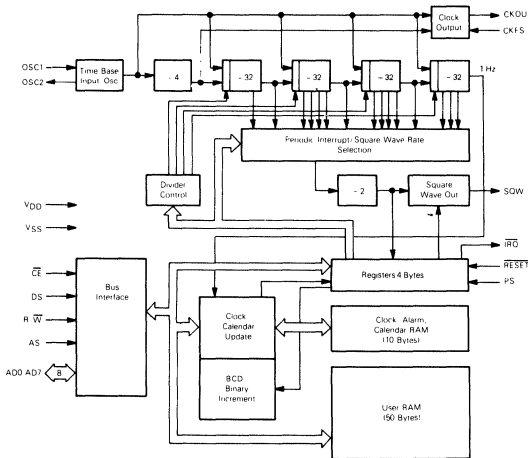 CKOU
Clock
Output
CKFS
OSC1
OSC2
Time Base
Input Osc
- 4
- 32
- 32
- 32
- 32
1 Hz
Periodic Interrupt-Square Wave Rate
Selection
Divider
Control
- 2
Square
Wave Out
SQW
VDD
VSS
IRQ
RESET
PS
Registers 4 Bytes
CE
DS
R W
AS
AD0 AD7
8
Bus
Interface
Clock
Calendar
Update
Clock Alarm,
Calendar RAM
(10 Bytes)
BCD
Binary
Increment
User RAM
(50 Bytes)